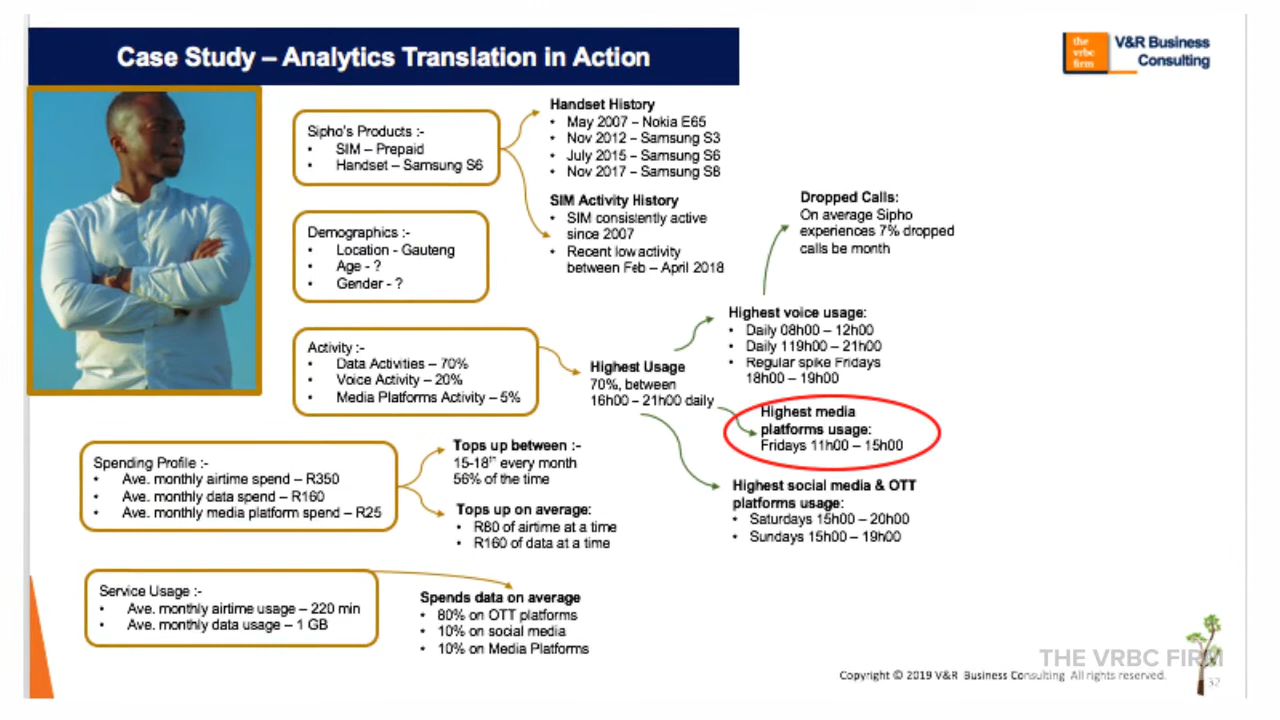 Case Study – Analytics Translation in Action
the
vrbc
firm
V&R Business
Consulting
Sipho's Products :-
• SIM – Prepaid
• Handset – Samsung S6
Handset History
• May 2007 – Nokia E65
• Nov 2012 – Samsung S3
• July 2015 – Samsung S6
• Nov 2017 – Samsung S8
SIM Activity History
• SIM consisiently active
since 2007
• Recent low activity
between Feb – April 2018
Demographics :-
• Location - Gauteng
• Age - ?
• Gender - ?
Activity :-
• Data Activities – 70%
• Voice Activity – 20%
• Media Platforms Activity – 5%
Highest Usage
70%, between
16h00 – 21h00 daily
Dropped Calls:
On average Sipho
experiences 7% dropped
calls be month
Highest voice usage:
• Daily 08h00 – 12h00
• Daily 119h00 – 21h00
• Regular spike Fridays
18h00 – 19h00
Highest media
platforms usage:
Fridays 11h00 – 15h00
Highest social media & OTT
platforms usage:
• Saturdays 15h00 – 20h00
• Sundays 15h00 – 19h00
Spending Profile :-
• Ave. monthly airtime spend – R350
• Ave. monthly data spend – R160
• Ave. monthly media platform spend – R25
Tops up between :-
15-18th every month
56% of the time
Tops up on average:
• R80 of airtime at a time
• R160 of data at a time
Service Usage :-
• Ave. monthly airtime usage – 220 min
• Ave. monthly data usage – 1 GB
Spends data on average
• 80% on OTT platforms
• 10% on social media
• 10% on Media Platforms
THE VRBC FIRM
Copyright © 2019 V&R Business Consulting All rights reserved.
32